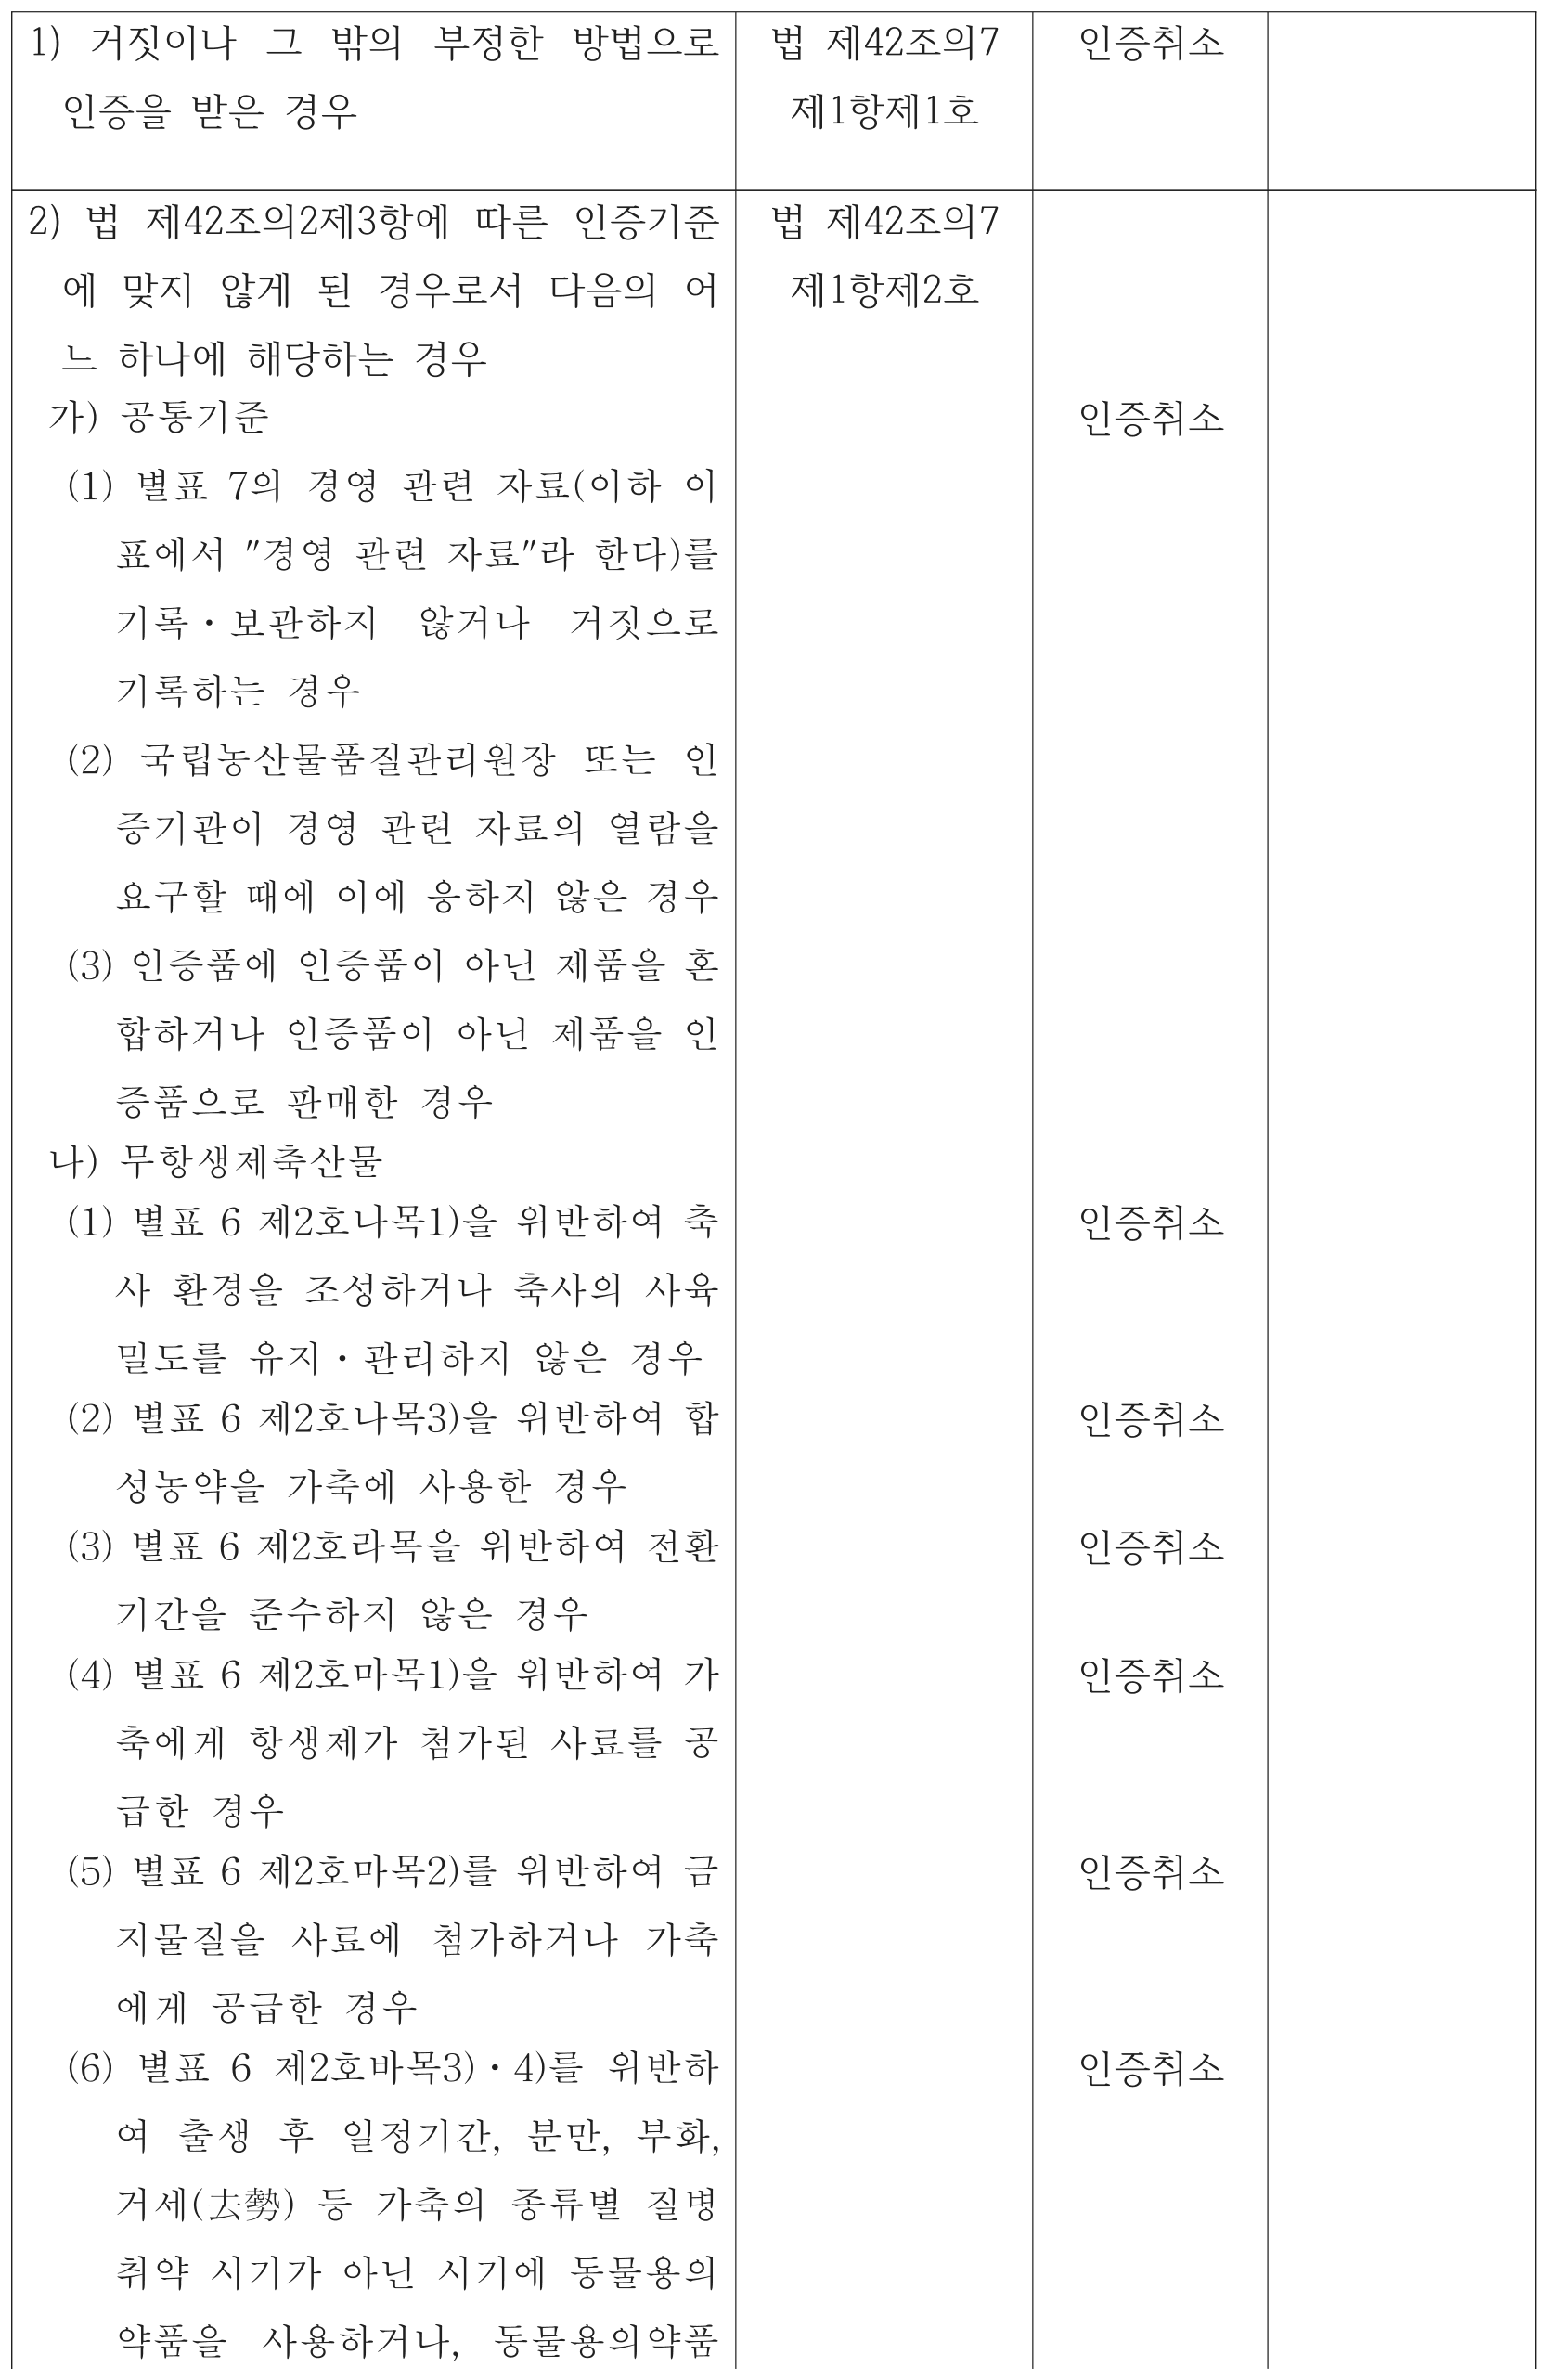 1) 거짓이나 그 밖의 부정한 방법으로 법 제42조의7 인증취소
인증을 받은 경우 제1항제1호
2) 법 제42조의2제3항에 따른 인증기준 법 제42조의7
에 맞지 않게 된 경우로서 다음의 어 제1항제2호
느 하나에 해당하는 경우
가) 공통기준 인증취소
(1) 별표 7의 경영 관련 자료(이하 이
표에서 "경영 관련 자료"라 한다)를
기록·보관하지 않거나 거짓으로
기록하는 경우
(2) 국립농산물품질관리원장 또는 인
증기관이 경영 관련 자료의 열람을
요구할 때에 이에 응하지 않은 경우
(3) 인증품에 인증품이 아닌 제품을 혼
합하거나 인증품이 아닌 제품을 인
증품으로 판매한 경우
나) 무항생제축산물
(1) 별표 6 제2호나목1)을 위반하여 축 인증취소
사 환경을 조성하거나 축사의 사육
밀도를 유지·관리하지 않은 경우
(2) 별표 6 제2호나목3)을 위반하여 합 인증취소
성농약을 가축에 사용한 경우
(3) 별표 6 제2호라목을 위반하여 전환 인증취소
기간을 준수하지 않은 경우
(4) 별표 6 제2호마목1)을 위반하여 가 인증취소
축에게 항생제가 첨가된 사료를 공
급한 경우
(5) 별표 6 제2호마목2)를 위반하여 금 인증취소
지물질을 사료에 첨가하거나 가축
에게 공급한 경우
(6) 별표 6 제2호바목3)·4)를 위반하 인증취소
여 출생 후 일정기간, 분만, 부화,
거세(去勢) 등 가축의 종류별 질병
취약 시기가 아닌 시기에 동물용의
약품을 사용하거나, 동물용의약품